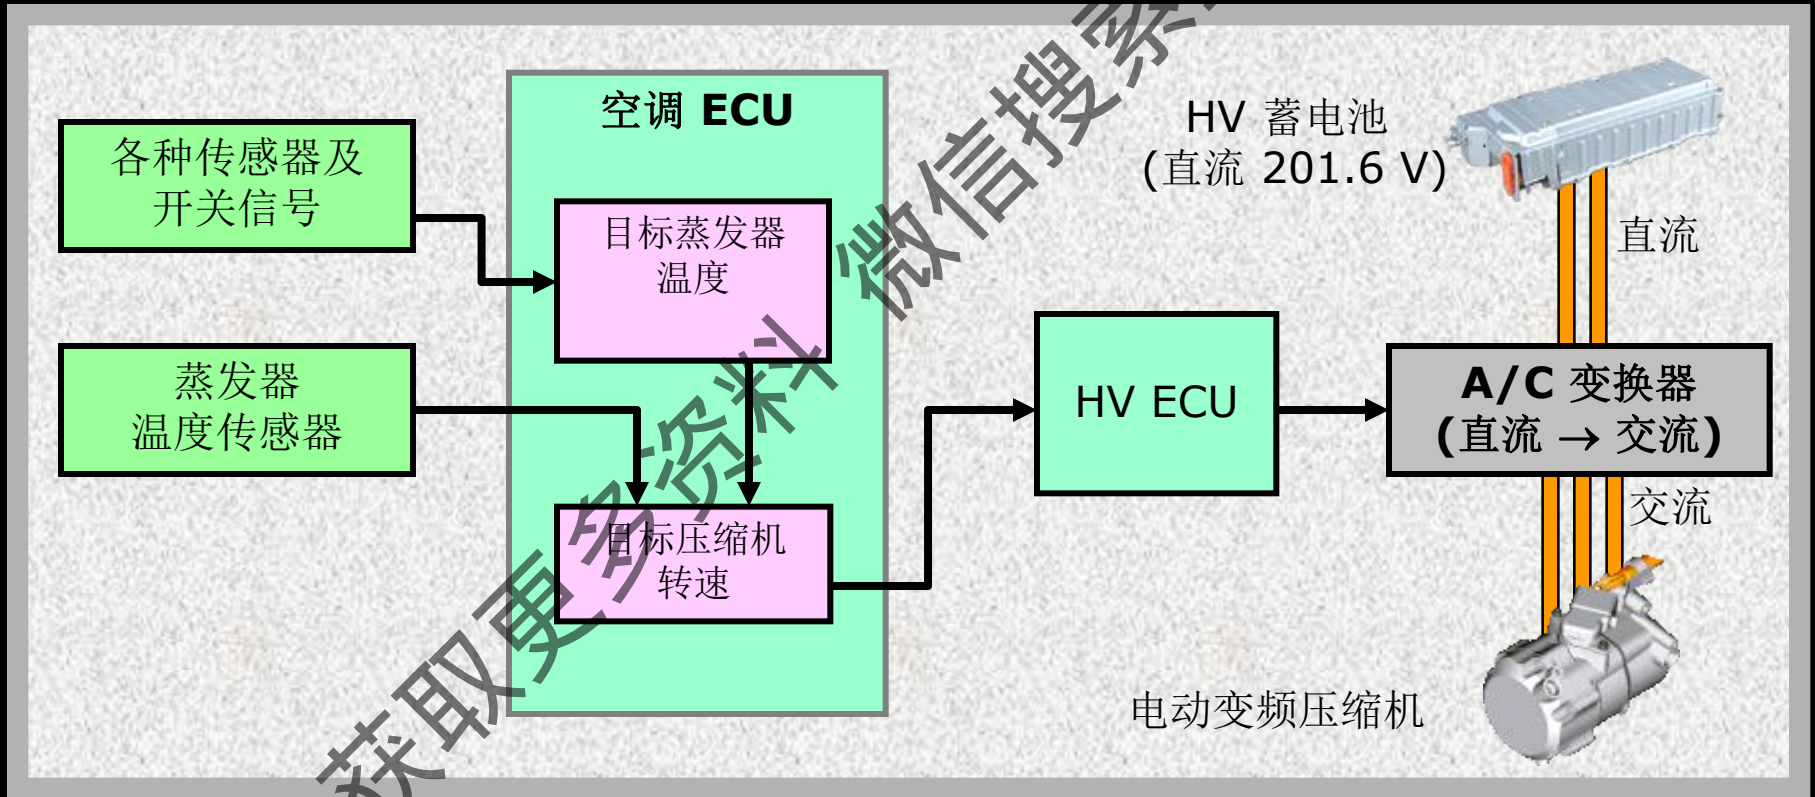 空调 ECU
各种传感器及
开关信号
目标蒸发器
温度
蒸发器
温度传感器
目标压缩机
转速
HV ECU
HV 蓄电池
(直流 201.6 V)
直流
A/C 变换器
(直流 → 交流)
交流
电动变频压缩机
获取更多资料 微信搜索